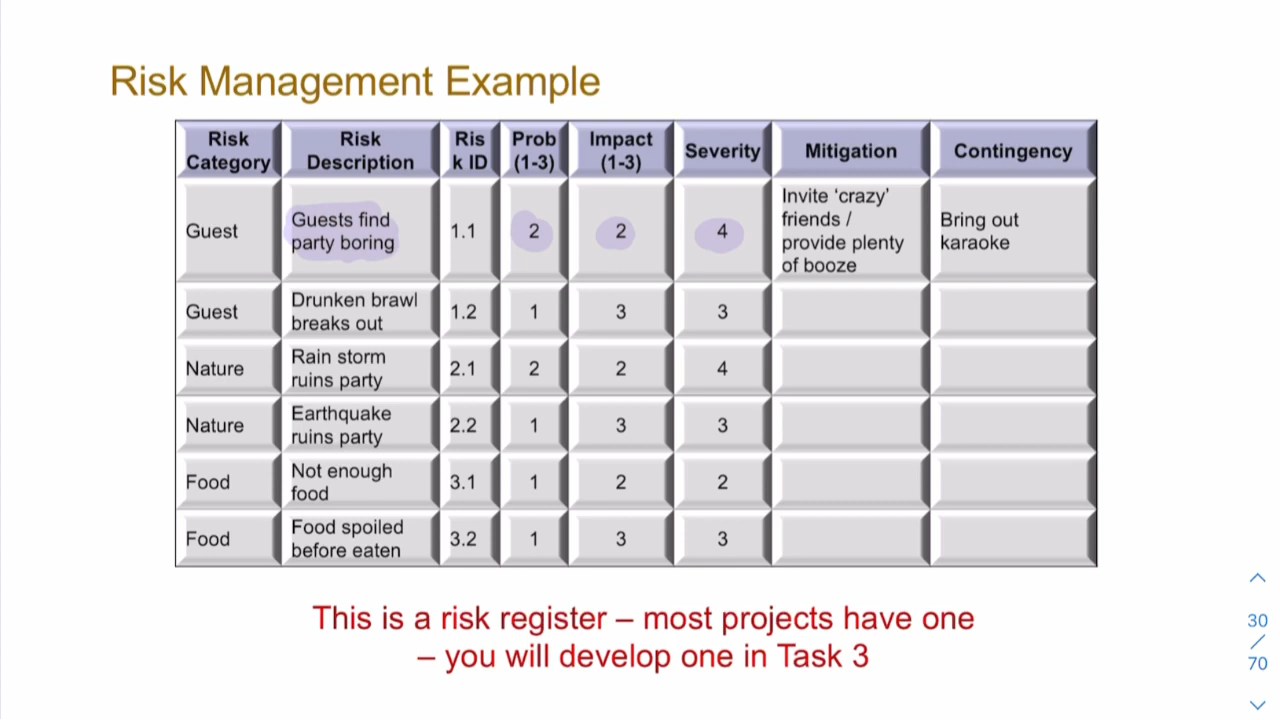 Risk Management Example
Risk Category | Risk Description | Ris k ID | Prob (1-3) | Impact (1-3) | Severity | Mitigation | Contingency
Guest | Guests find party boring | 1.1 | 2 | 2 | 4 | Invite ‘crazy’ friends / provide plenty of booze | Bring out karaoke
Guest | Drunken brawl breaks out | 1.2 | 1 | 3 | 3
Nature | Rain storm ruins party | 2.1 | 2 | 2 | 4
Nature | Earthquake ruins party | 2.2 | 1 | 3 | 3
Food | Not enough food | 3.1 | 1 | 2 | 2
Food | Food spoiled before eaten | 3.2 | 1 | 3 | 3
This is a risk register – most projects have one
– you will develop one in Task 3
30
/
70